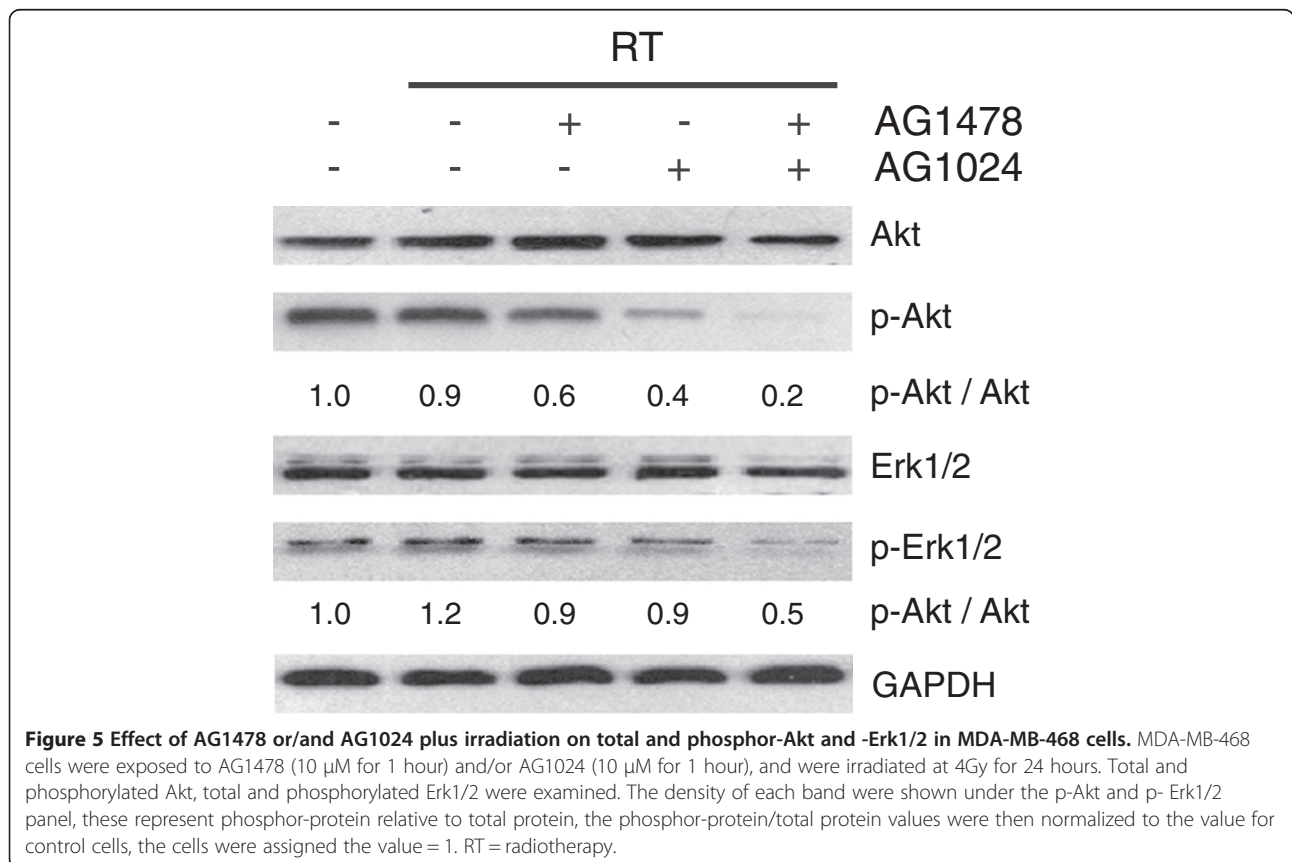 RT
- - + - + AG1478
- - - + + AG1024
Akt
p-Akt
1.0 0.9 0.6 0.4 0.2 p-Akt / Akt
Erk1/2
p-Erk1/2
1.0 1.2 0.9 0.9 0.5 p-Akt / Akt
GAPDH
Figure 5 Effect of AG1478 or/and AG1024 plus irradiation on total and phosphor-Akt and -Erk1/2 in MDA-MB-468 cells. MDA-MB-468
cells were exposed to AG1478 (10 μM for 1 hour) and/or AG1024 (10 μM for 1 hour), and were irradiated at 4Gy for 24 hours. Total and
phosphorylated Akt, total and phosphorylated Erk1/2 were examined. The density of each band were shown under the p-Akt and p- Erk1/2
panel, these represent phosphor-protein relative to total protein, the phosphor-protein/total protein values were then normalized to the value for
control cells, the cells were assigned the value = 1. RT = radiotherapy.